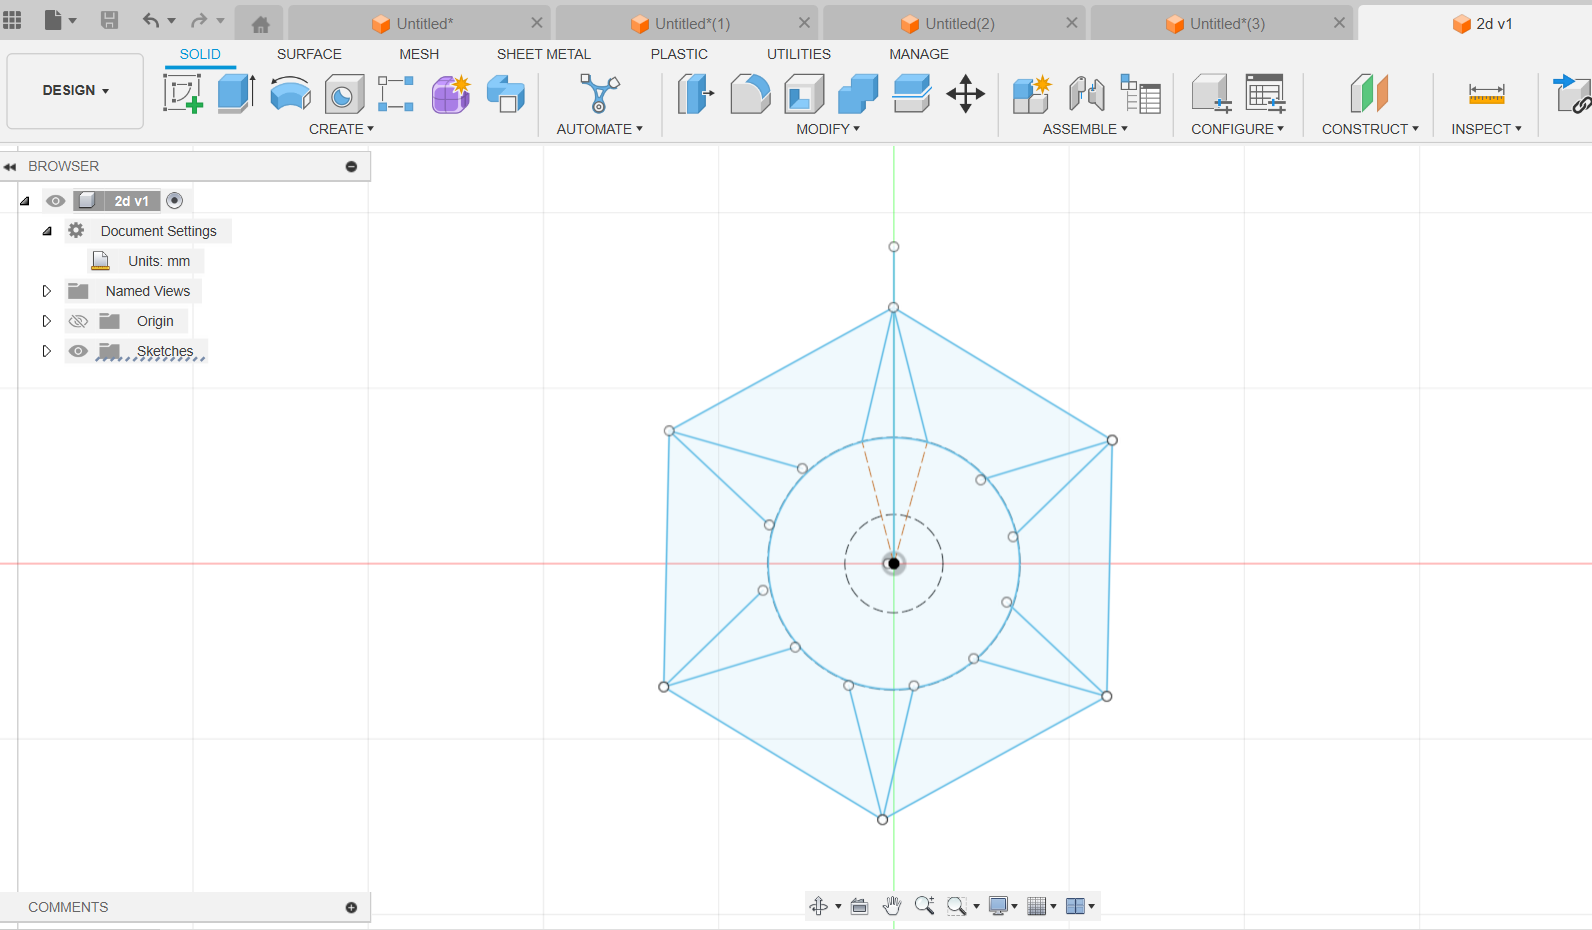 Untitled* Untitled*(1) Untitled(2) Untitled*(3) 2d v1
SOLID SURFACE MESH SHEET METAL PLASTIC UTILITIES MANAGE
DESIGN
CREATE AUTOMATE MODIFY ASSEMBLE CONFIGURE CONSTRUCT INSPECT
BROWSER
2d v1
Document Settings
Units: mm
Named Views
Origin
Sketches
COMMENTS